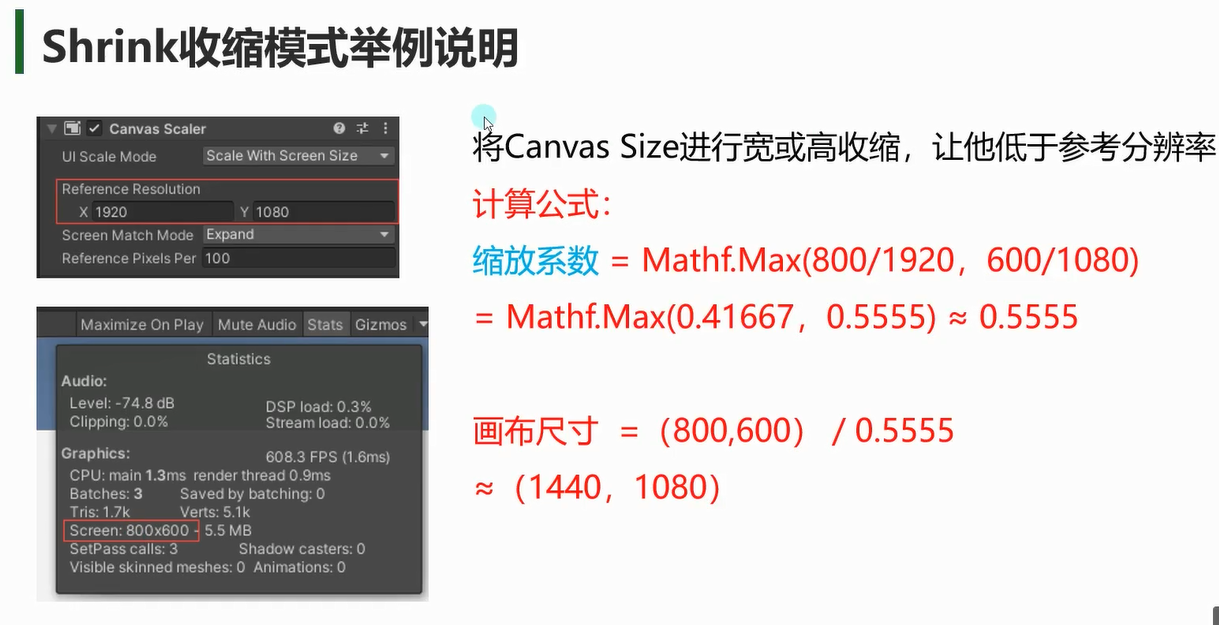 Shrink收缩模式举例说明
Canvas Scaler
UI Scale Mode Scale With Screen Size
Reference Resolution
X 1920 Y 1080
Screen Match Mode Expand
Reference Pixels Per 100
将Canvas Size进行宽或高收缩，让他低于参考分辨率
计算公式：
缩放系数 = Mathf.Max(800/1920，600/1080)
= Mathf.Max(0.41667，0.5555) ≈ 0.5555
画布尺寸 =（800,600） / 0.5555
≈（1440，1080）
Maximize On Play Mute Audio Stats Gizmos
Statistics
Audio:
Level: -74.8 dB DSP load: 0.3%
Clipping: 0.0% Stream load: 0.0%
Graphics: 608.3 FPS (1.6ms)
CPU: main 1.3ms render thread 0.9ms
Batches: 3 Saved by batching: 0
Tris: 1.7k Verts: 5.1k
Screen: 800x600 - 5.5 MB
SetPass calls: 3 Shadow casters: 0
Visible skinned meshes: 0 Animations: 0